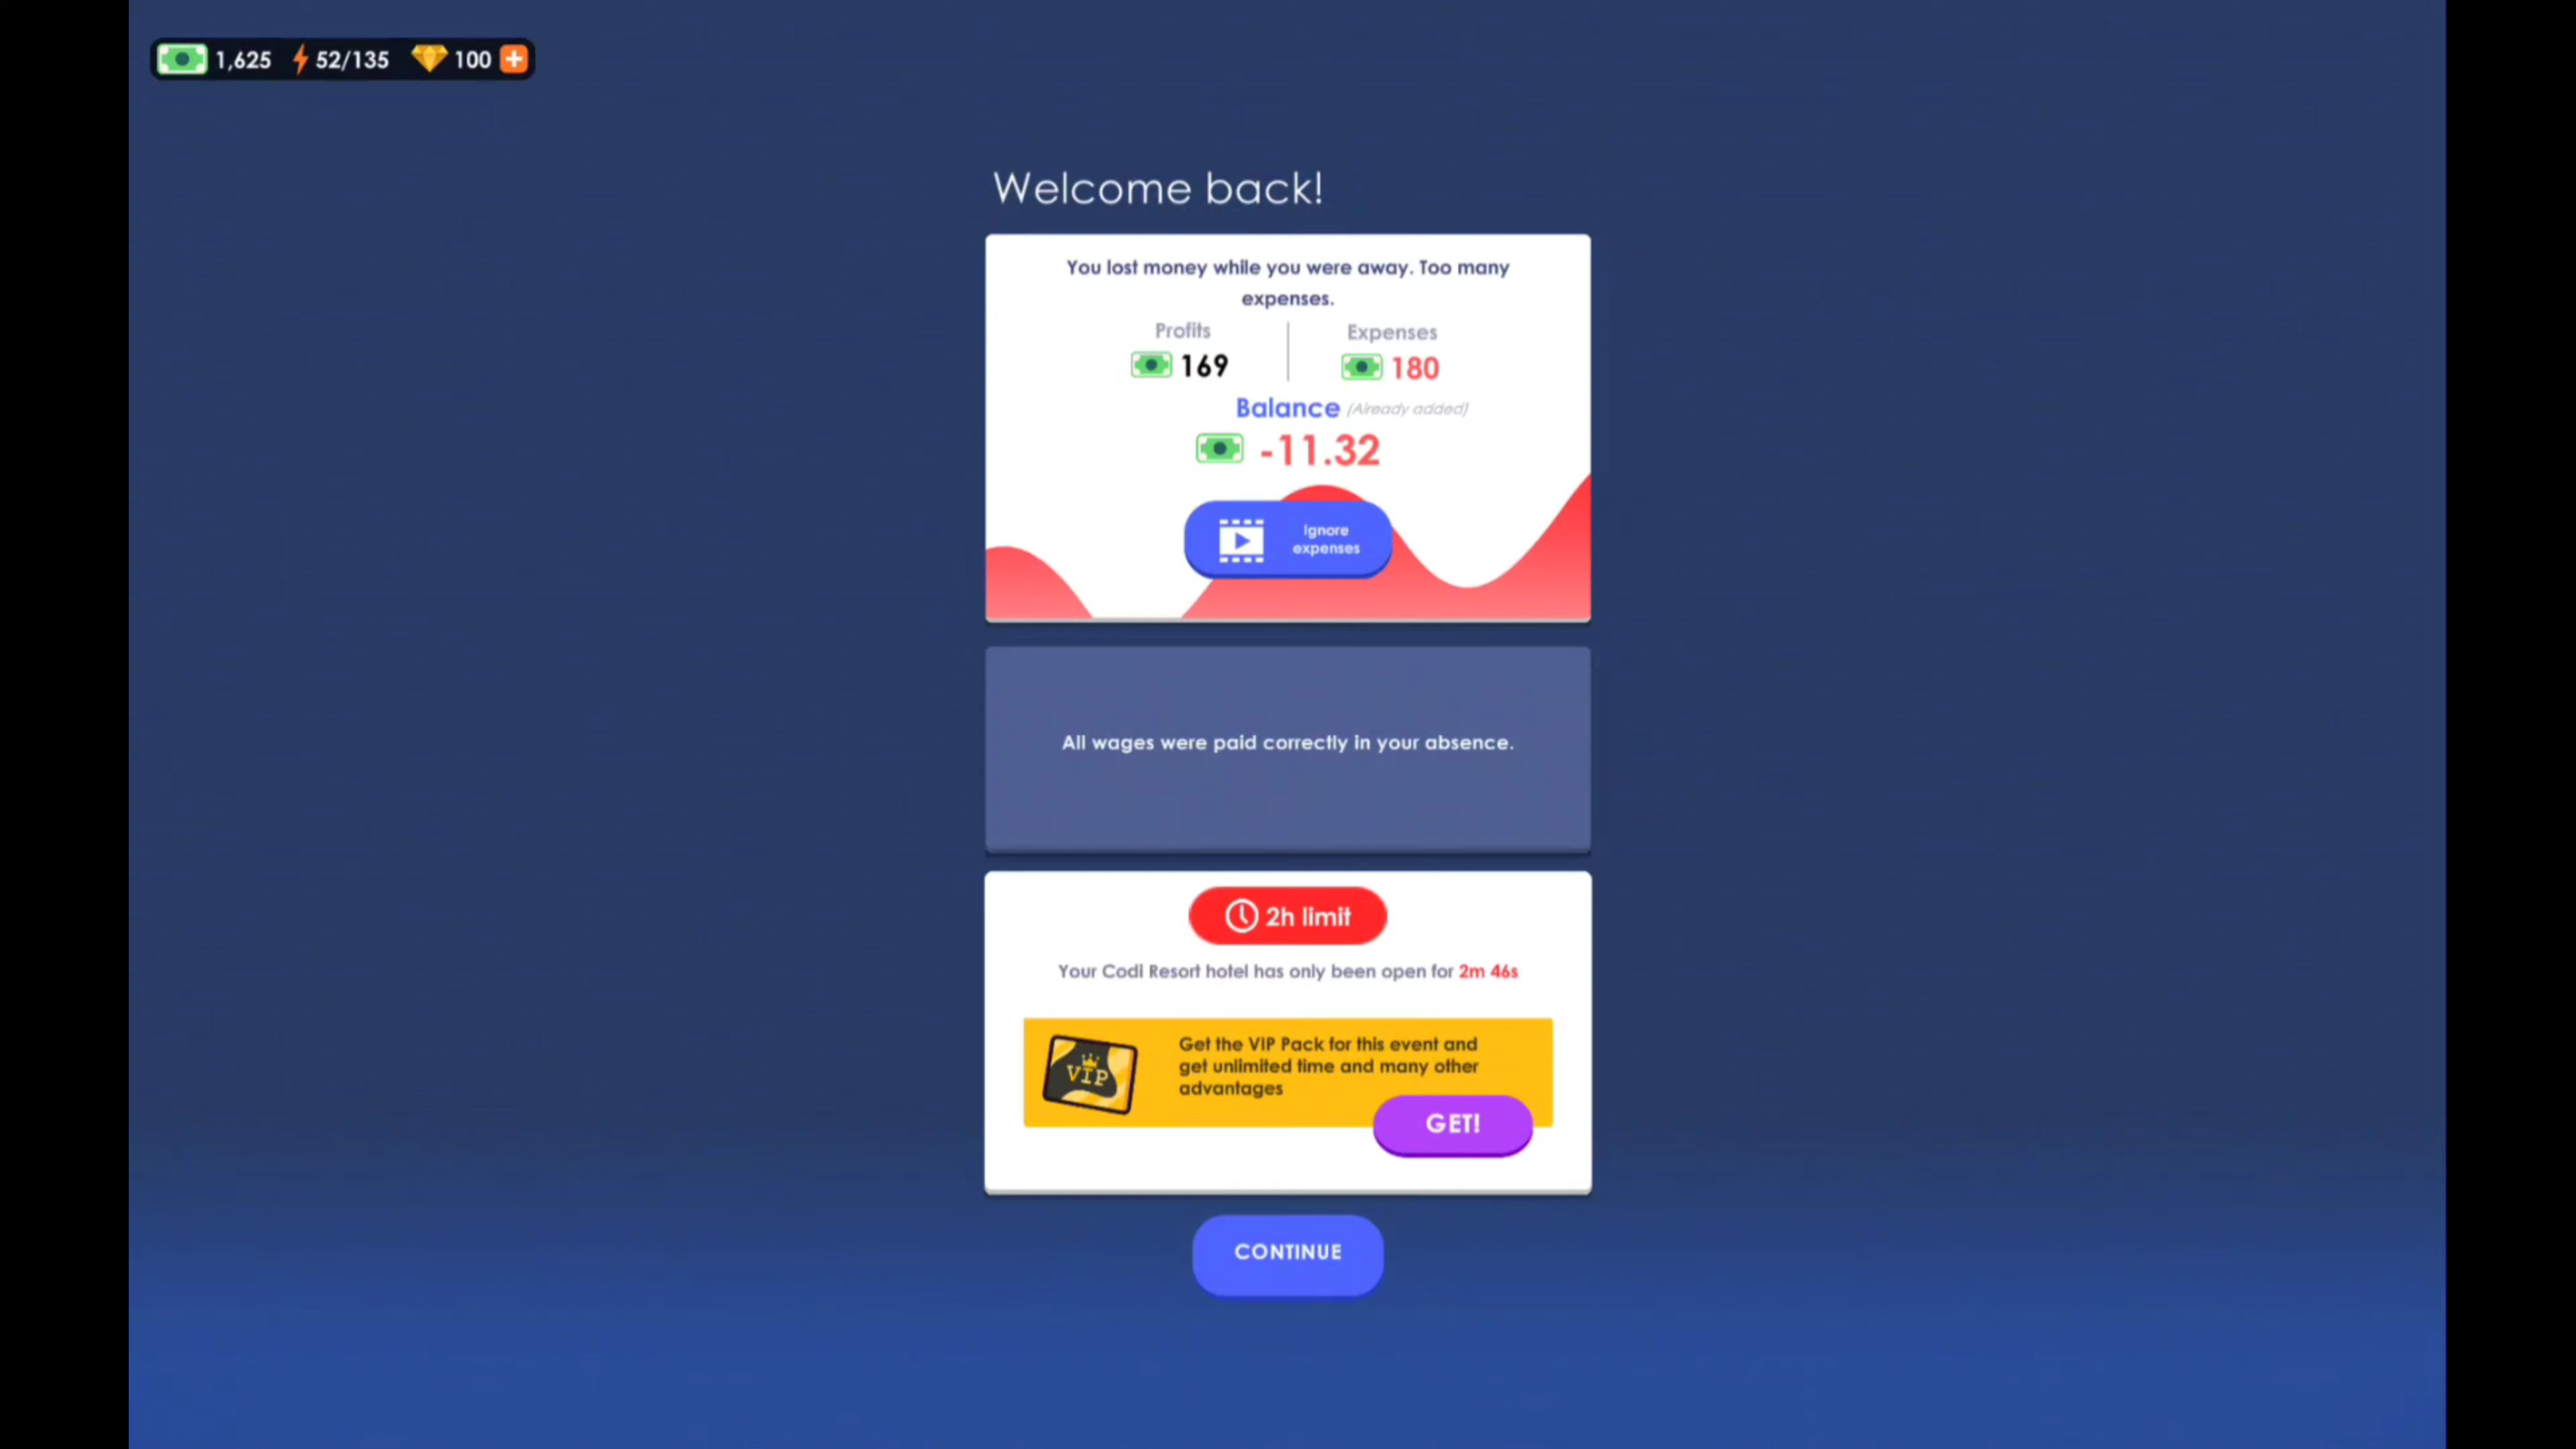 1,625 52/135 100
Welcome back!
You lost money while you were away. Too many
expenses.
Profits Expenses
169 180
Balance (Already added)
-11.32
Ignore
expenses
All wages were paid correctly in your absence.
2h limit
Your Codl Resort hotel has only been open for 2m 46s
VIP
Get the VIP Pack for this event and
get unlimited time and many other
advantages
GET!
CONTINUE